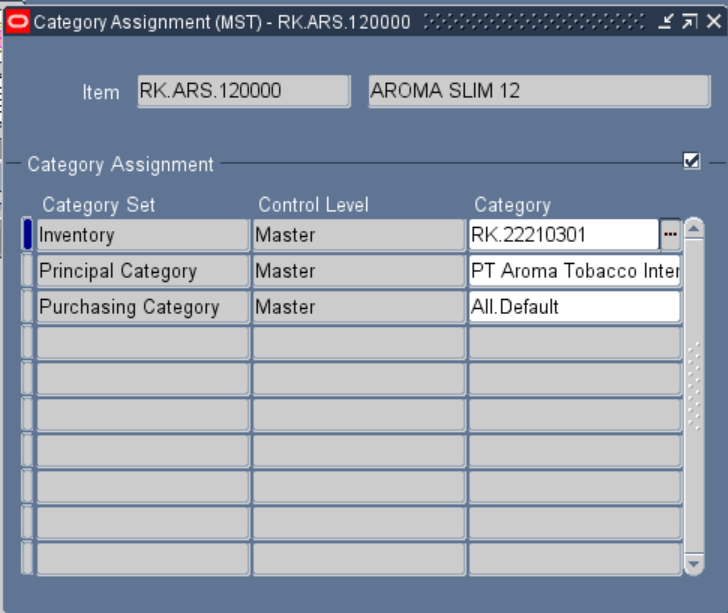 Category Assignment (MST) - RK.ARS.120000
Item RK.ARS.120000 AROMA SLIM 12
Category Assignment
Category Set Control Level Category
Inventory Master RK.22210301 ...
Principal Category Master PT Aroma Tobacco Inter
Purchasing Category Master All.Default